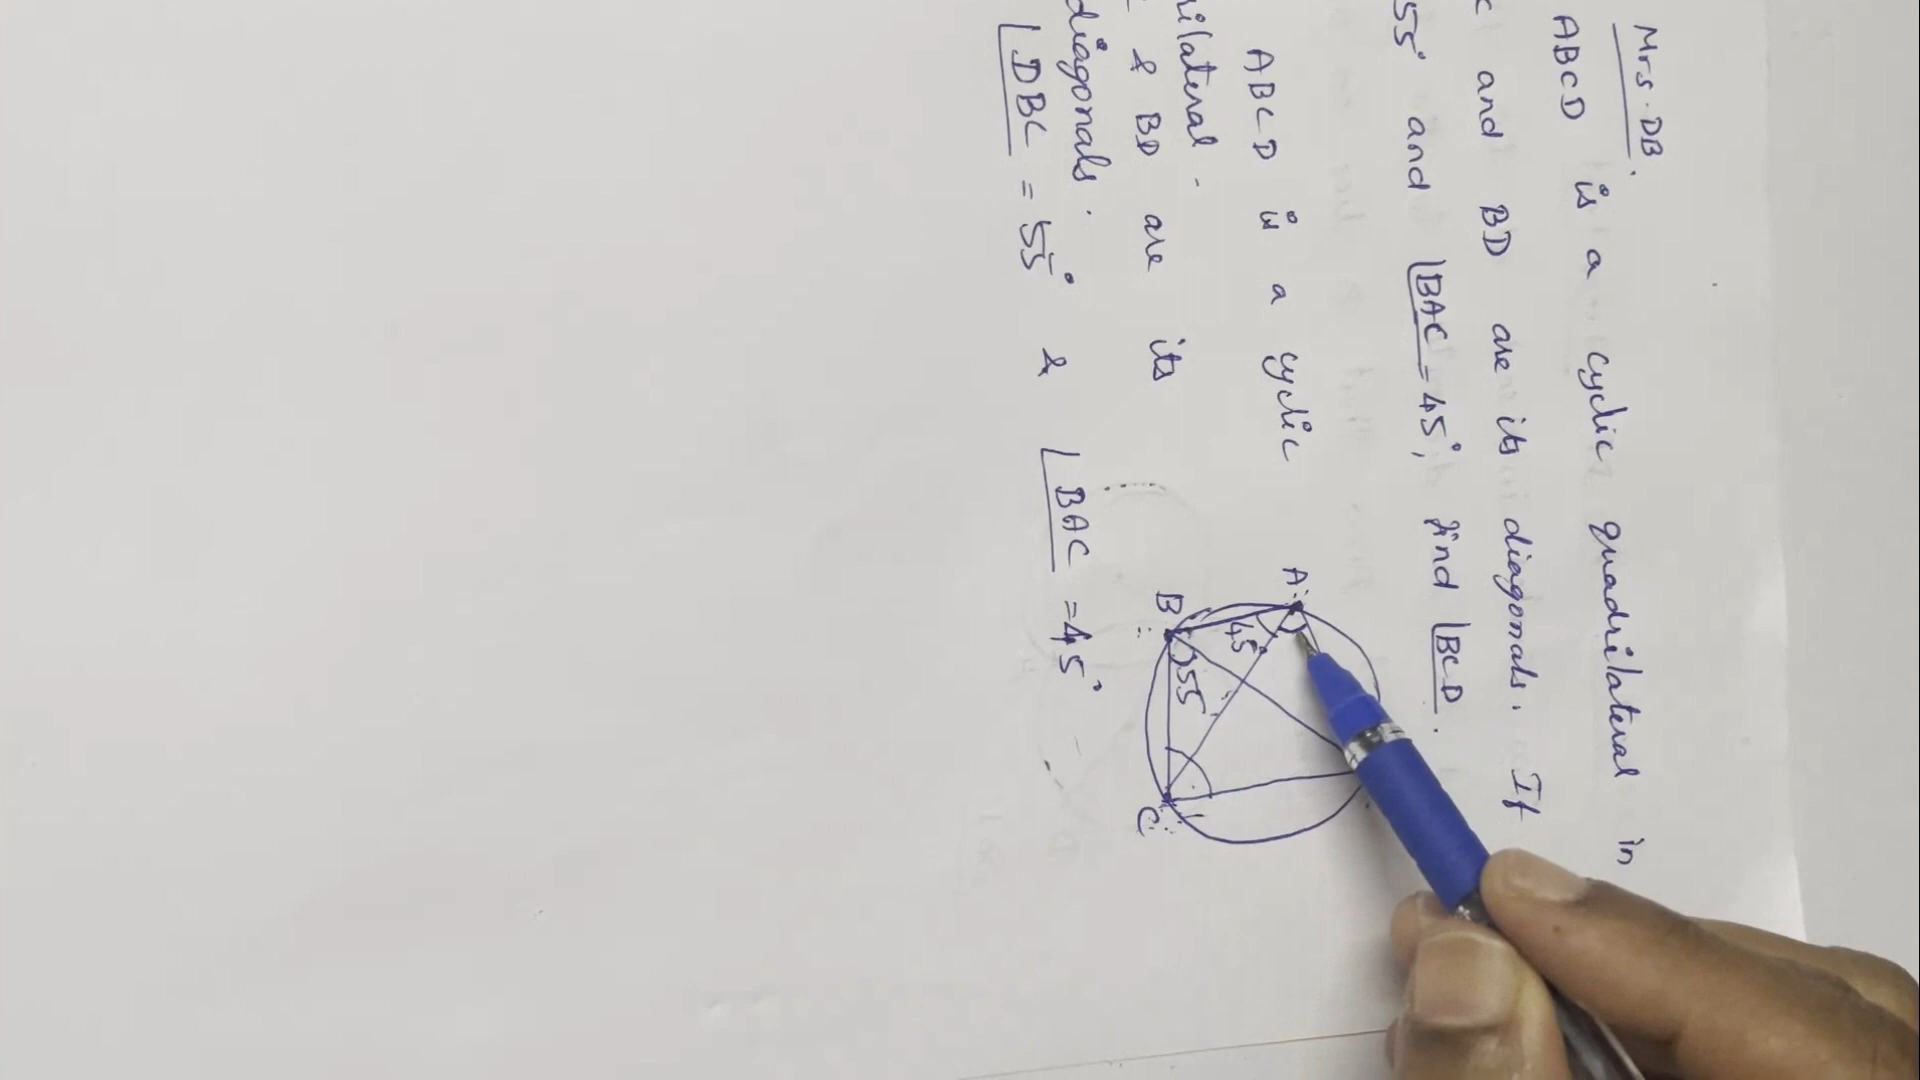 Mrs. DB.
ABCD is a cyclic quadrilateral in
and BD are its diagonals. If
55° and ∠BAC = 45°, find ∠BCD.
ABCD is a cyclic
rilateral.
& BD are its
diagonals.
∠DBC = 55° & ∠BAC = 45°
A
B
45°
55°
C